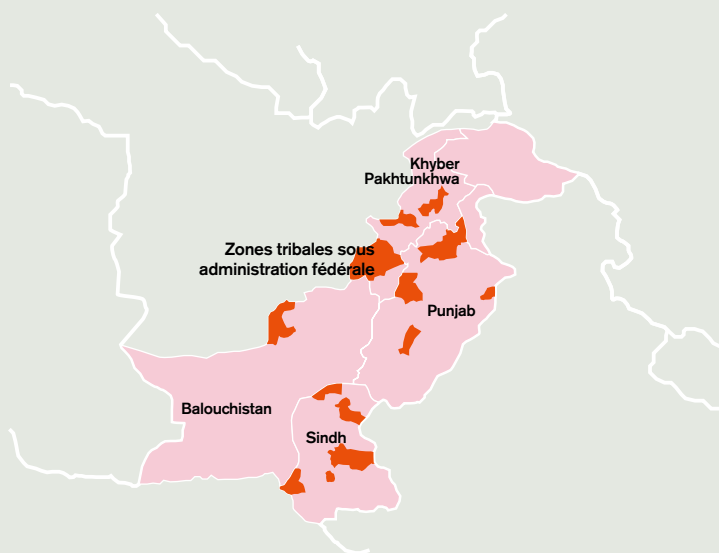 Khyber
Pakhtunkhwa
Zones tribales sous
administration fédérale
Punjab
Balouchistan
Sindh